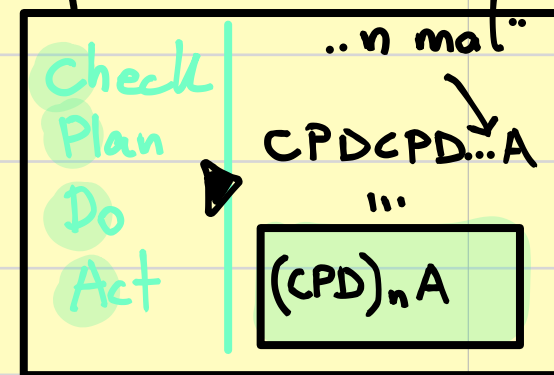 Check
Plan
Do
Act
..n mal..
CPDCPD...A
...
(CPD)nA